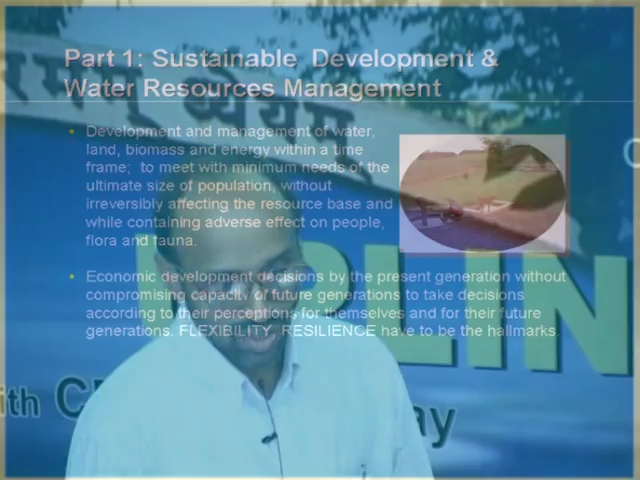 Part 1: Sustainable Development &
Water Resources Management
Development and management of water,
land, biomass and energy within a time
frame; to meet with minimum needs of the
ultimate size of population, without
irreversibly affecting the resource base and
while containing adverse effect on people,
flora and fauna.
Economic development decisions by the present generation without
compromising capacity of future generations to take decisions
according to their perceptions for themselves and for their future
generations. FLEXIBILITY, RESILIENCE have to be the hallmarks.
ith
ay